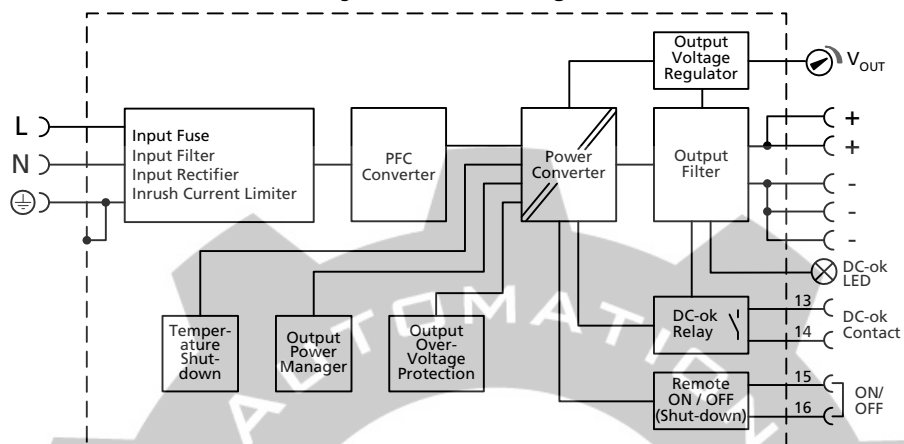 Output
Voltage
Regulator
V OUT
L
N
Input Fuse
Input Filter
Input Rectifier
Inrush Current Limiter
PFC
Converter
Power
Converter
Output
Filter
+
+
-
-
-
DC-ok
LED
Temper-
ature
Shut-
down
Output
Power
Manager
Output
Over-
Voltage
Protection
DC-ok
Relay
13
14
DC-ok
Contact
Remote
ON / OFF
(Shut-down)
15
16
ON/
OFF
AUTOMATION